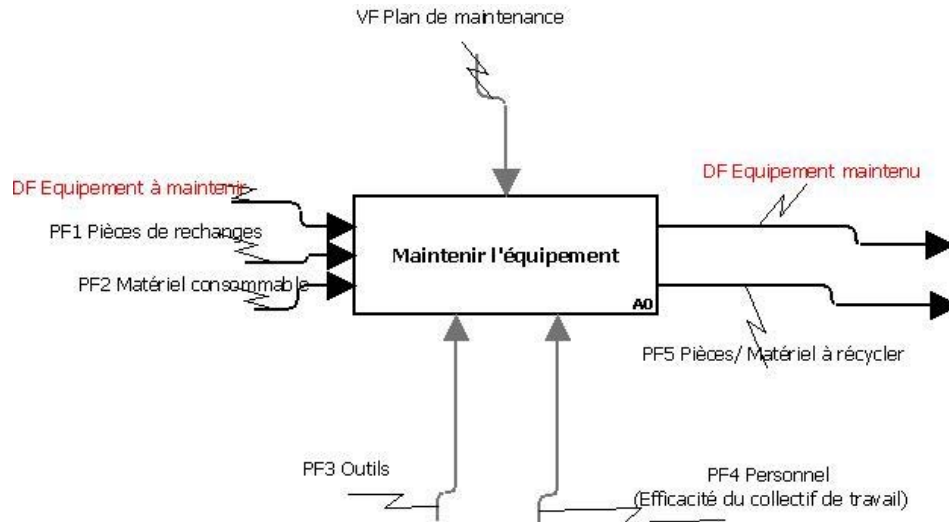 VF Plan de maintenance
DF Equipement à maintenir
DF Equipement maintenu
PF1 Pièces de rechanges
Maintenir l'équipement
PF2 Matériel consommable
A0
PF5 Pièces/ Matériel à récycler
PF3 Outils
PF4 Personnel
(Efficacité du collectif de travail)